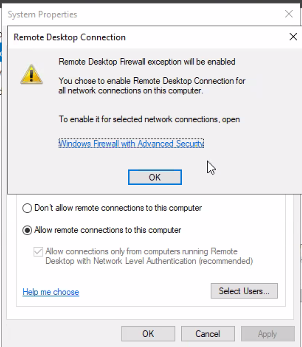 System Properties
Remote Desktop Connection
Remote Desktop Firewall exception will be enabled
You chose to enable Remote Desktop Connection for
all network connections on this computer.
To enable it for selected network connections, open
Windows Firewall with Advanced Security
OK
Don't allow remote connections to this computer
Allow remote connections to this computer
Allow connections only from computers running Remote
Desktop with Network Level Authentication (recommended)
Help me choose
Select Users...
OK
Cancel
Apply